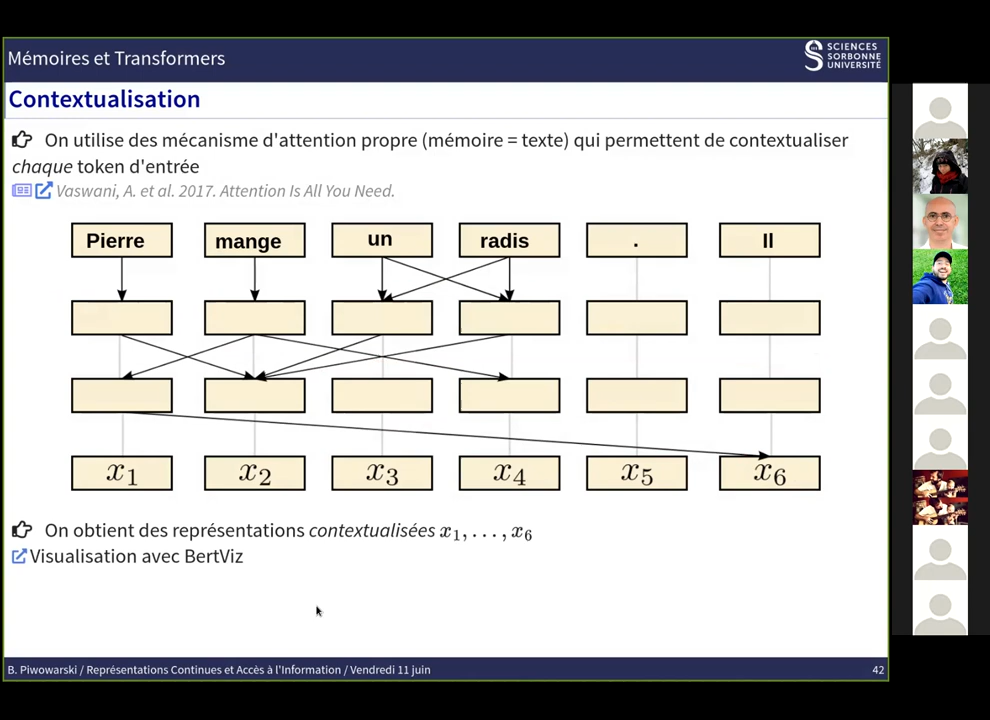 Mémoires et Transformers
SCIENCES
SORBONNE
UNIVERSITÉ
Contextualisation
On utilise des mécanisme d'attention propre (mémoire = texte) qui permettent de contextualiser
chaque token d'entrée
Vaswani, A. et al. 2017. Attention Is All You Need.
Pierre mange un radis . Il
x₁ x₂ x₃ x₄ x₅ x₆
On obtient des représentations contextualisées x₁, . . . , x₆
Visualisation avec BertViz
B. Piwowarski / Représentations Continues et Accès à l'Information / Vendredi 11 juin 42